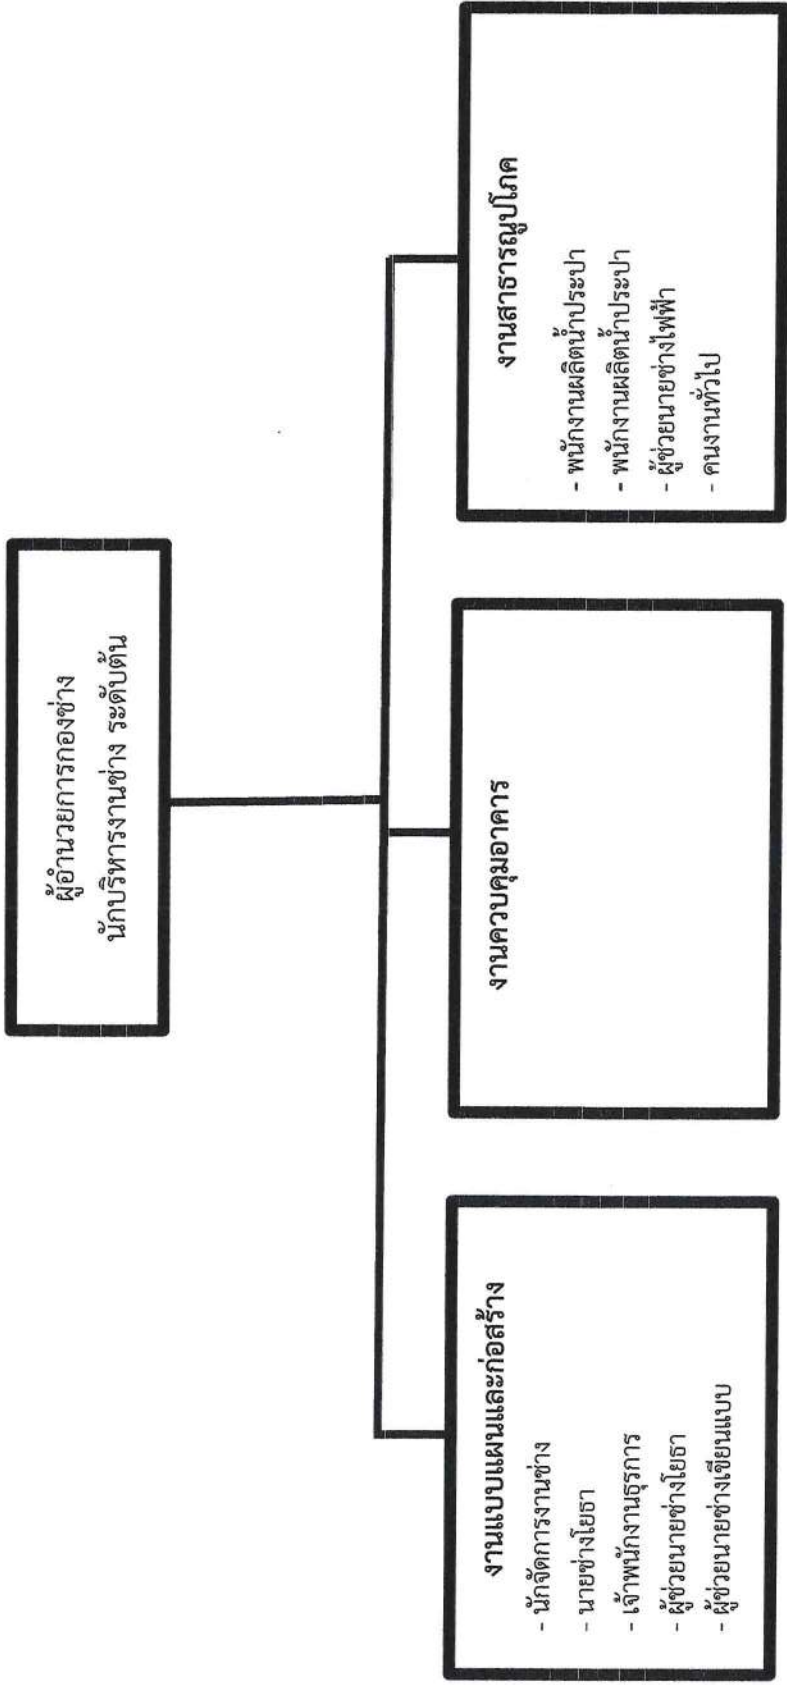 ผู้อำนวยการกองช่าง
นักบริหารงานช่าง ระดับต้น
งานแบบแผนและก่อสร้าง
- นักจัดการงานช่าง
- นายช่างโยธา
- เจ้าพนักงานธุรการ
- ผู้ช่วยนายช่างโยธา
- ผู้ช่วยนายช่างเขียนแบบ
งานควบคุมอาคาร
งานสาธารณูปโภค
- พนักงานผลิตน้ำประปา
- พนักงานผลิตน้ำประปา
- ผู้ช่วยนายช่างไฟฟ้า
- คนงานทั่วไป